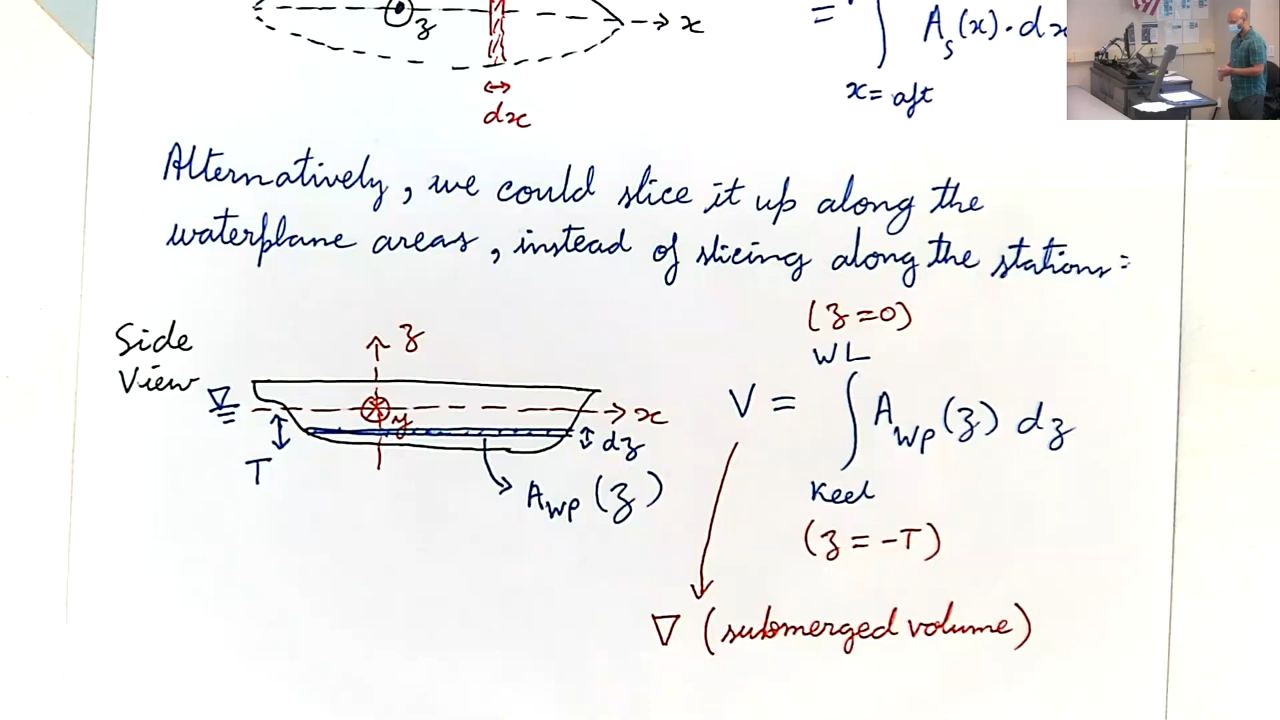 z
x
dx
= ∫ A_s(x).dx
x = aft
Alternatively, we could slice it up along the
waterplane areas, instead of slicing along the stations:
Side
View
z
x
y
T
dz
A_WP(z)
(z=0)
WL
V = ∫ A_WP(z) dz
Keel
(z = -T)
∇ (submerged volume)